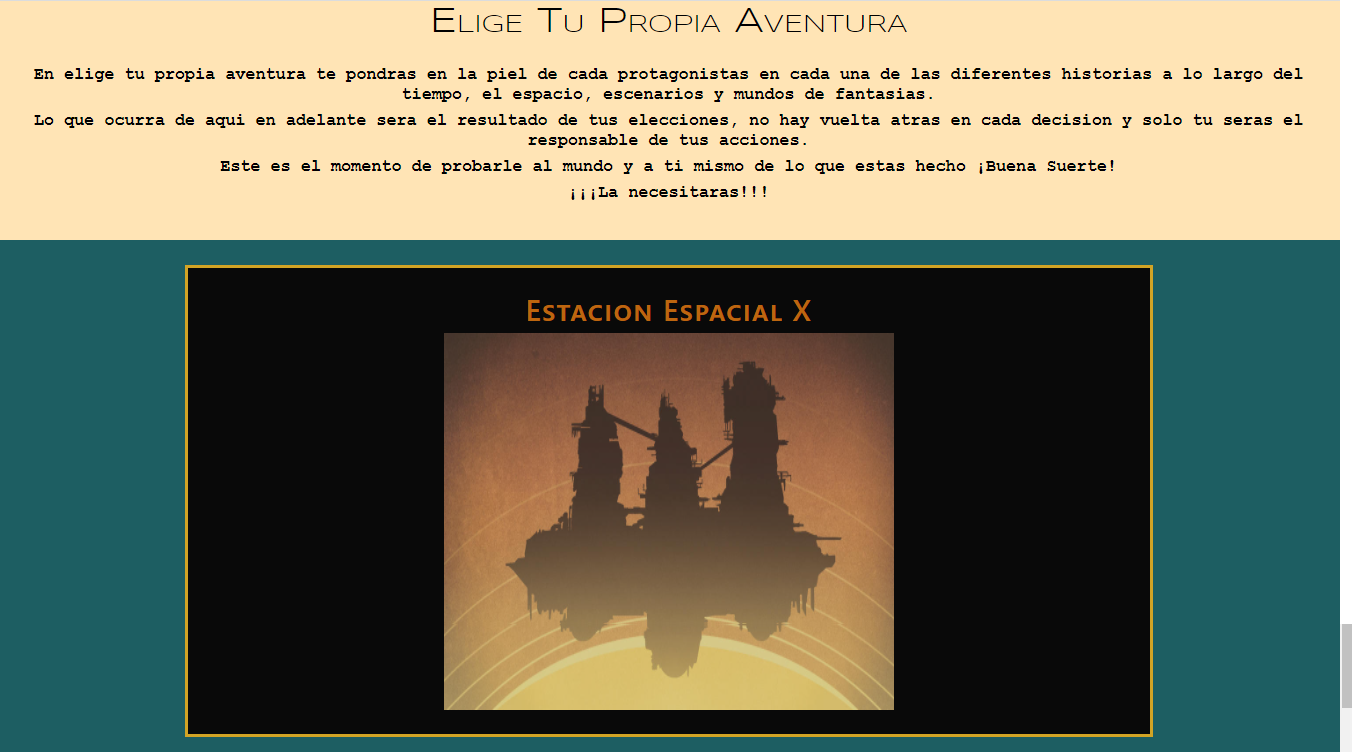 Elige Tu Propia Aventura
En elige tu propia aventura te pondras en la piel de cada protagonistas en cada una de las diferentes historias a lo largo del
tiempo, el espacio, escenarios y mundos de fantasias.
Lo que ocurra de aqui en adelante sera el resultado de tus elecciones, no hay vuelta atras en cada decision y solo tu seras el
responsable de tus acciones.
Este es el momento de probarle al mundo y a ti mismo de lo que estas hecho ¡Buena Suerte!
¡¡¡La necesitaras!!!
Estacion Espacial X